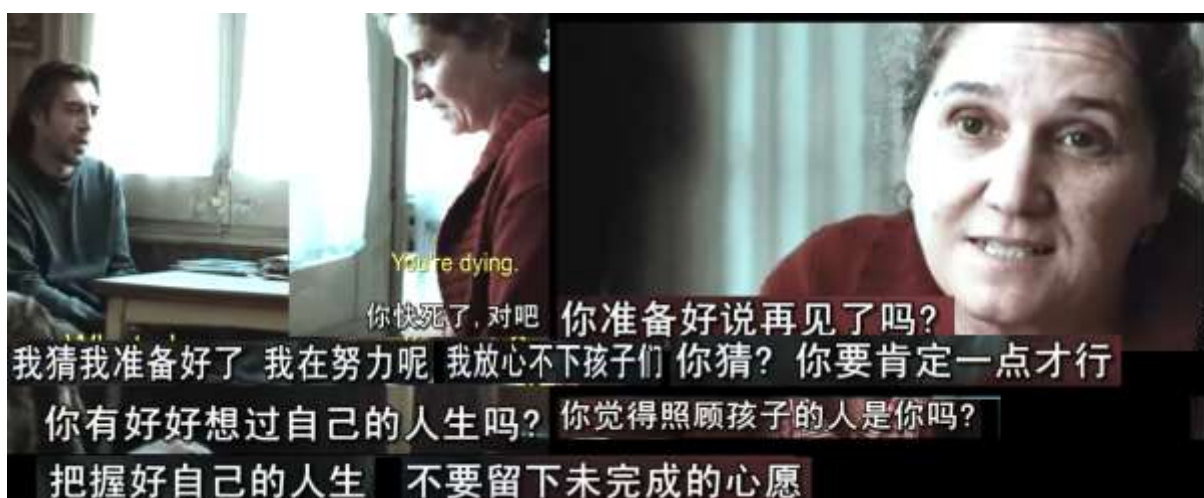 You're dying.
你快死了,对吧 你准备好说再见了吗?
我猜我准备好了 我在努力呢 我放心不下孩子们 你猜? 你要肯定一点才行
你有好好想过自己的人生吗? 你觉得照顾孩子的人是你吗?
把握好自己的人生 不要留下未完成的心愿